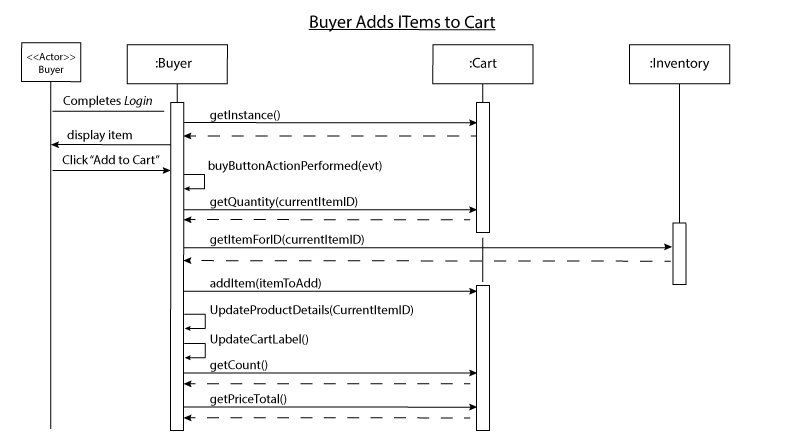 Buyer Adds ITems to Cart
<<Actor>>
Buyer
:Buyer
:Cart
:Inventory
Completes Login
getInstance()
display item
Click "Add to Cart"
buyButtonActionPerformed(evt)
getQuantity(currentItemID)
getItemForID(currentItemID)
addItem(itemToAdd)
UpdateProductDetails(CurrentItemID)
UpdateCartLabel()
getCount()
getPriceTotal()